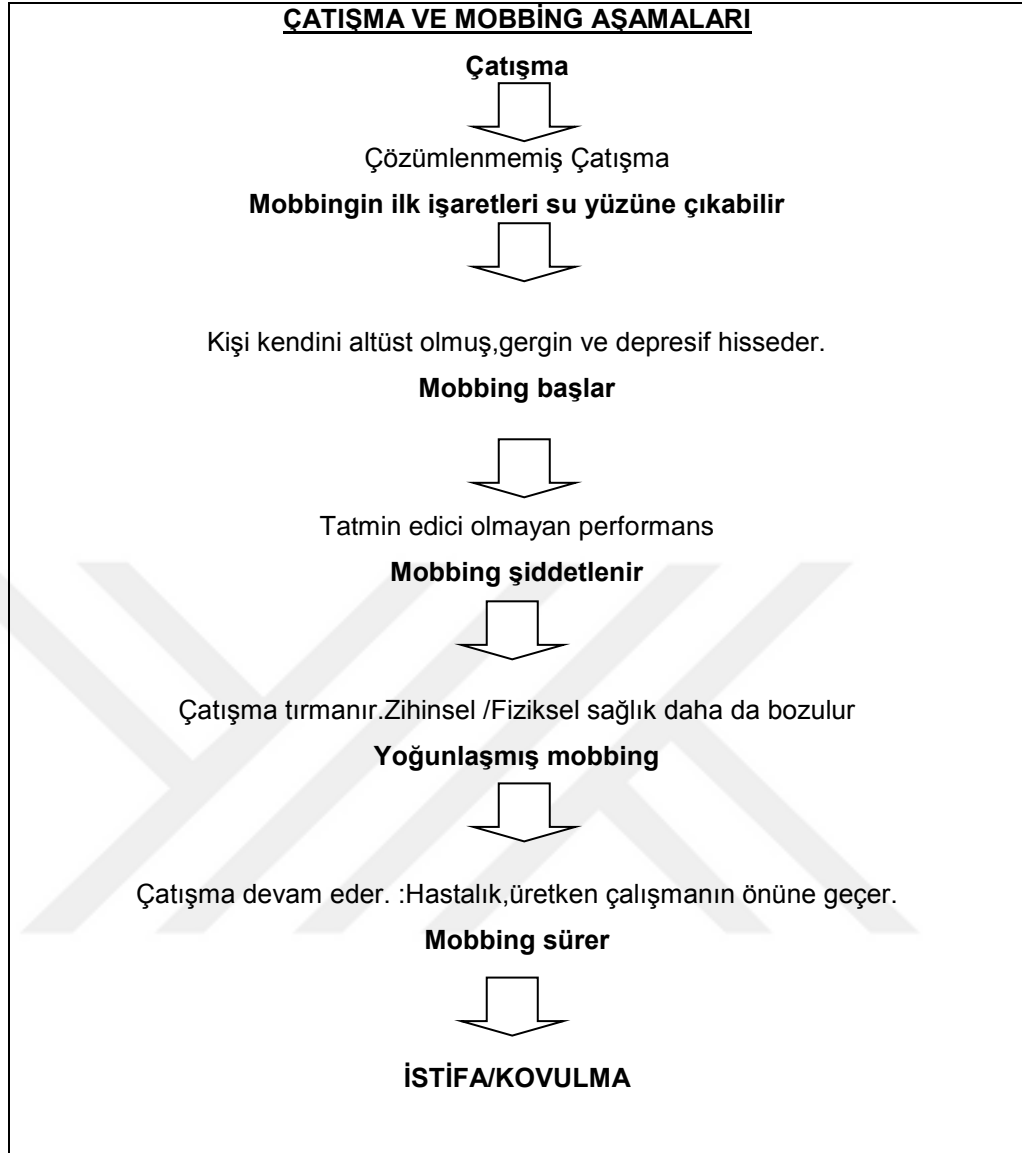 ÇATIŞMA VE MOBBİNG AŞAMALARI
Çatışma
Çözümlenmemiş Çatışma
Mobbingin ilk işaretleri su yüzüne çıkabilir
Kişi kendini altüst olmuş,gergin ve depresif hisseder.
Mobbing başlar
Tatmin edici olmayan performans
Mobbing şiddetlenir
Çatışma tırmanır.Zihinsel /Fiziksel sağlık daha da bozulur
Yoğunlaşmış mobbing
Çatışma devam eder. :Hastalık,üretken çalışmanın önüne geçer.
Mobbing sürer
İSTİFA/KOVULMA